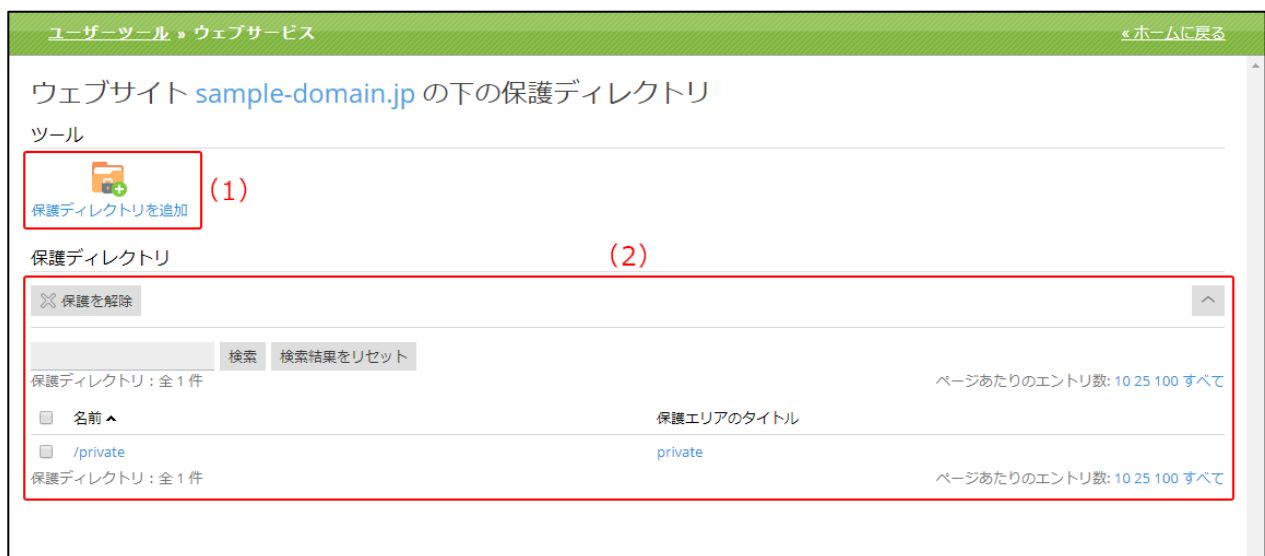 ユーザーツール » ウェブサービス «ホームに戻る
ウェブサイト sample-domain.jp の下の保護ディレクトリ
ツール
保護ディレクトリを追加
(1)
保護ディレクトリ
(2)
保護を解除
検索 検索結果をリセット
保護ディレクトリ：全 1 件 ページあたりのエントリ数: 10 25 100 すべて
名前 保護エリアのタイトル
/private private
保護ディレクトリ：全 1 件 ページあたりのエントリ数: 10 25 100 すべて